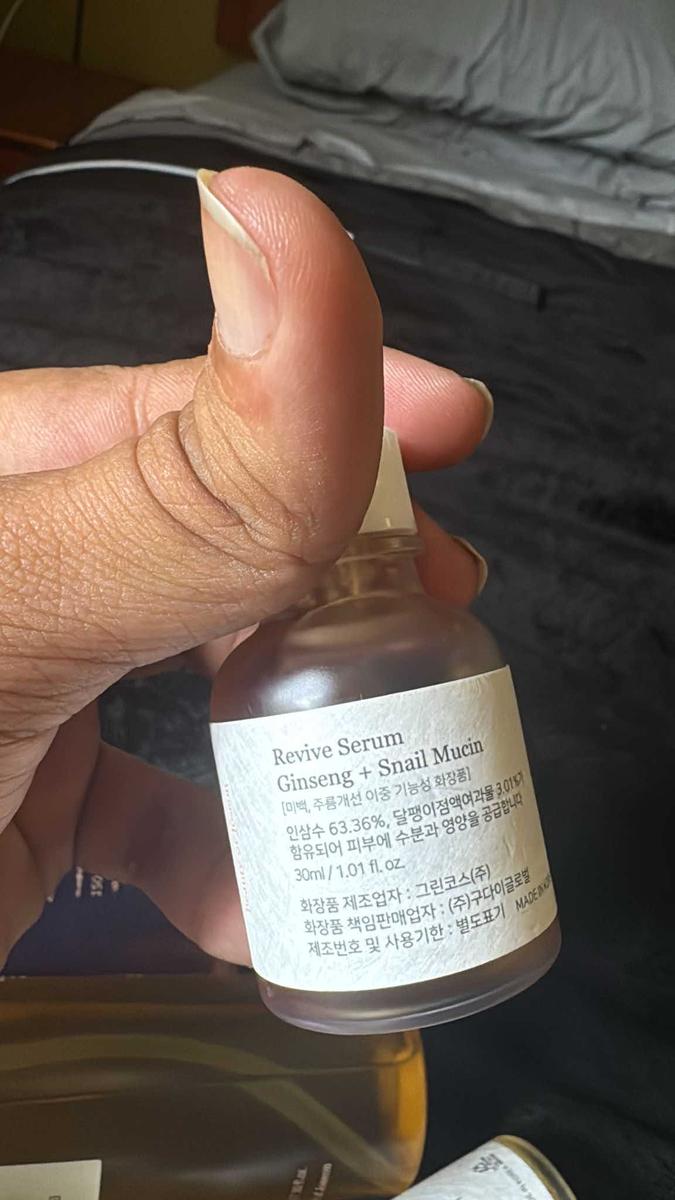 Revive Serum
Ginseng + Snail Mucin
[미백, 주름개선 이중 기능성 화장품]
인삼수 63.36%, 달팽이점액여과물 3.01%가
함유되어 피부에 수분과 영양을 공급합니다
30ml / 1.01 fl. oz.
화장품 제조업자 : 그린코스(주)
화장품 책임판매업자 : (주)구다이글로벌
제조번호 및 사용기한 : 별도표기 MADE IN